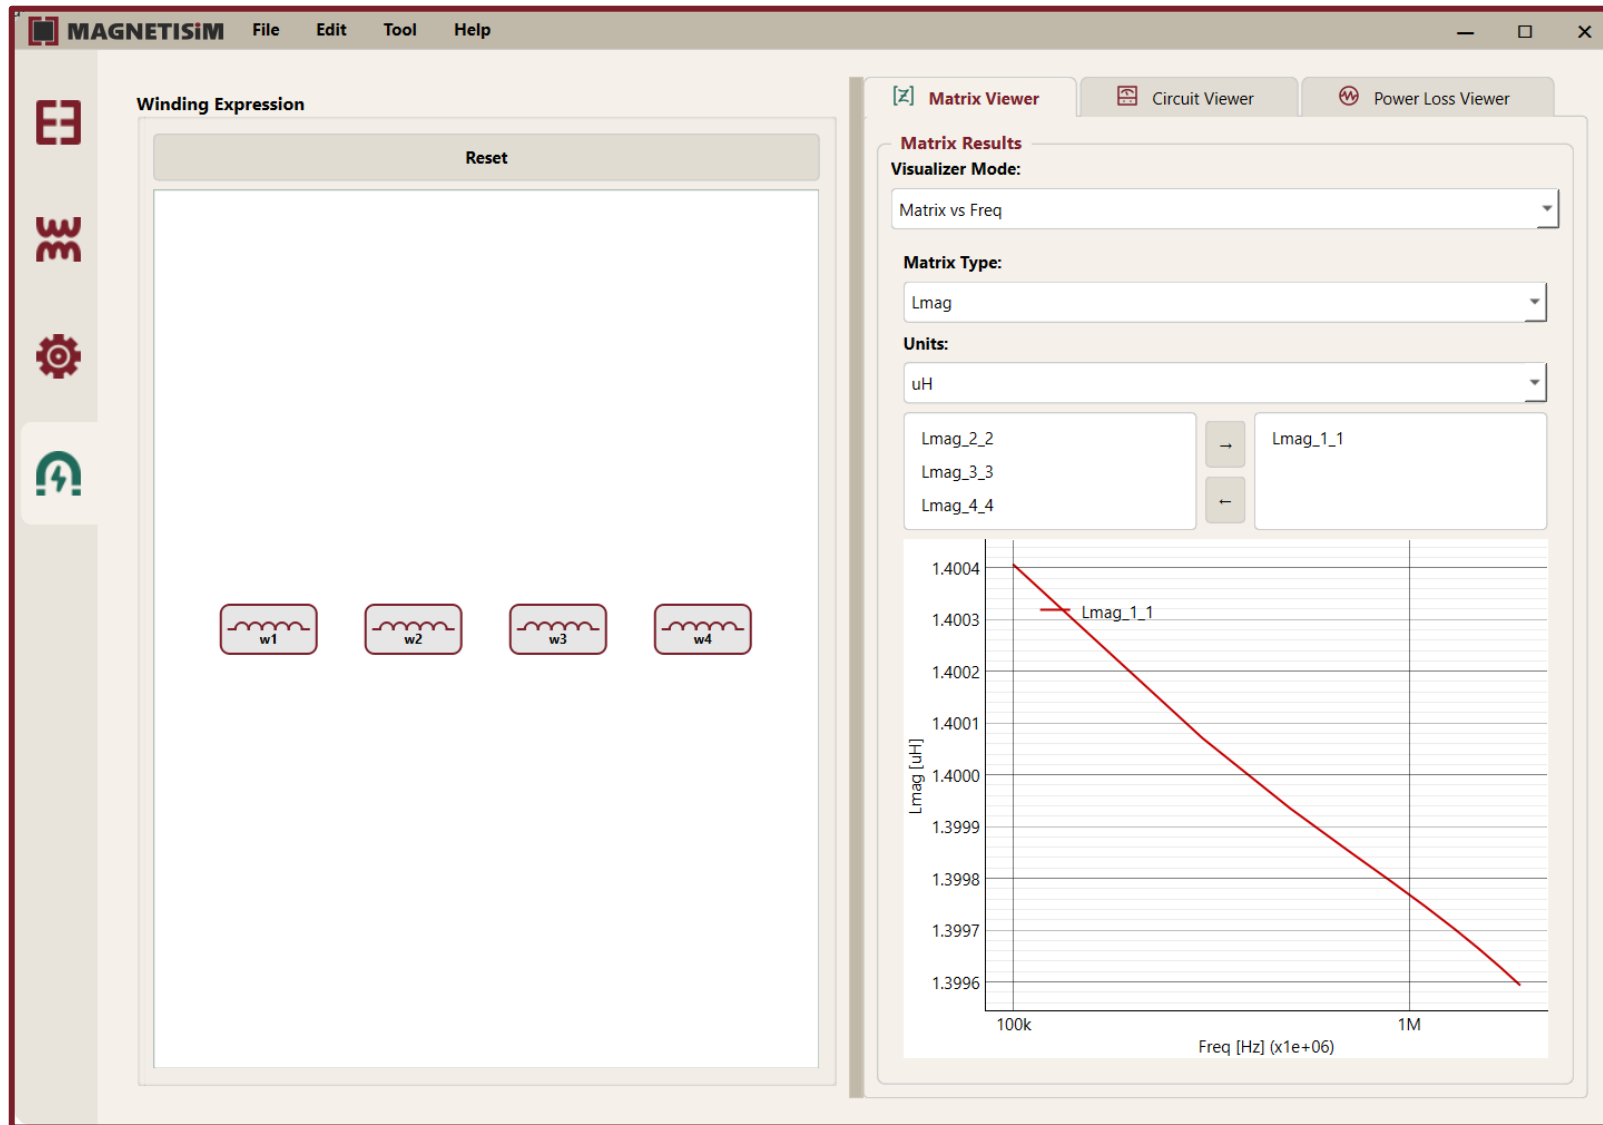 MAGNETISiM File Edit Tool Help
Winding Expression
Reset
w1 w2 w3 w4
Matrix Viewer Circuit Viewer Power Loss Viewer
Matrix Results
Visualizer Mode:
Matrix vs Freq
Matrix Type:
Lmag
Units:
uH
Lmag_2_2
Lmag_3_3
Lmag_4_4
→
←
Lmag_1_1
1.4004
1.4003
1.4002
1.4001
1.4000
1.3999
1.3998
1.3997
1.3996
Lmag [uH]
Lmag_1_1
100k 1M
Freq [Hz] (x1e+06)